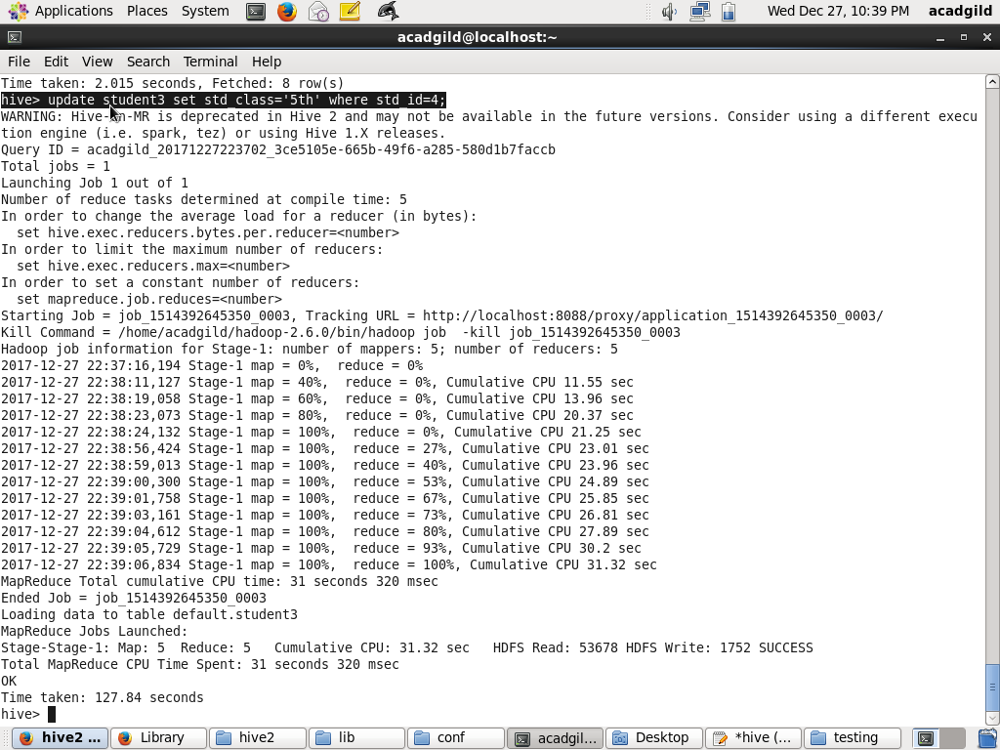 Applications Places System Wed Dec 27, 10:39 PM acadgild
acadgild@localhost:~
File Edit View Search Terminal Help
Time taken: 2.015 seconds, Fetched: 8 row(s)
hive> update student3 set std_class='5th' where std_id=4;
WARNING: Hive-on-MR is deprecated in Hive 2 and may not be available in the future versions. Consider using a different execu
tion engine (i.e. spark, tez) or using Hive 1.X releases.
Query ID = acadgild_20171227223702_3ce5105e-665b-49f6-a285-580d1b7faccb
Total jobs = 1
Launching Job 1 out of 1
Number of reduce tasks determined at compile time: 5
In order to change the average load for a reducer (in bytes):
  set hive.exec.reducers.bytes.per.reducer=<number>
In order to limit the maximum number of reducers:
  set hive.exec.reducers.max=<number>
In order to set a constant number of reducers:
  set mapreduce.job.reduces=<number>
Starting Job = job_1514392645350_0003, Tracking URL = http://localhost:8088/proxy/application_1514392645350_0003/
Kill Command = /home/acadgild/hadoop-2.6.0/bin/hadoop job  -kill job_1514392645350_0003
Hadoop job information for Stage-1: number of mappers: 5; number of reducers: 5
2017-12-27 22:37:16,194 Stage-1 map = 0%,  reduce = 0%
2017-12-27 22:38:11,127 Stage-1 map = 40%,  reduce = 0%, Cumulative CPU 11.55 sec
2017-12-27 22:38:19,058 Stage-1 map = 60%,  reduce = 0%, Cumulative CPU 13.96 sec
2017-12-27 22:38:23,073 Stage-1 map = 80%,  reduce = 0%, Cumulative CPU 20.37 sec
2017-12-27 22:38:24,132 Stage-1 map = 100%,  reduce = 0%, Cumulative CPU 21.25 sec
2017-12-27 22:38:56,424 Stage-1 map = 100%,  reduce = 27%, Cumulative CPU 23.01 sec
2017-12-27 22:38:59,013 Stage-1 map = 100%,  reduce = 40%, Cumulative CPU 23.96 sec
2017-12-27 22:39:00,300 Stage-1 map = 100%,  reduce = 53%, Cumulative CPU 24.89 sec
2017-12-27 22:39:01,758 Stage-1 map = 100%,  reduce = 67%, Cumulative CPU 25.85 sec
2017-12-27 22:39:03,161 Stage-1 map = 100%,  reduce = 73%, Cumulative CPU 26.81 sec
2017-12-27 22:39:04,612 Stage-1 map = 100%,  reduce = 80%, Cumulative CPU 27.89 sec
2017-12-27 22:39:05,729 Stage-1 map = 100%,  reduce = 93%, Cumulative CPU 30.2 sec
2017-12-27 22:39:06,834 Stage-1 map = 100%,  reduce = 100%, Cumulative CPU 31.32 sec
MapReduce Total cumulative CPU time: 31 seconds 320 msec
Ended Job = job_1514392645350_0003
Loading data to table default.student3
MapReduce Jobs Launched:
Stage-Stage-1: Map: 5  Reduce: 5   Cumulative CPU: 31.32 sec   HDFS Read: 53678 HDFS Write: 1752 SUCCESS
Total MapReduce CPU Time Spent: 31 seconds 320 msec
OK
Time taken: 127.84 seconds
hive>
hive2 ... Library hive2 lib conf acadgil... Desktop *hive (... testing